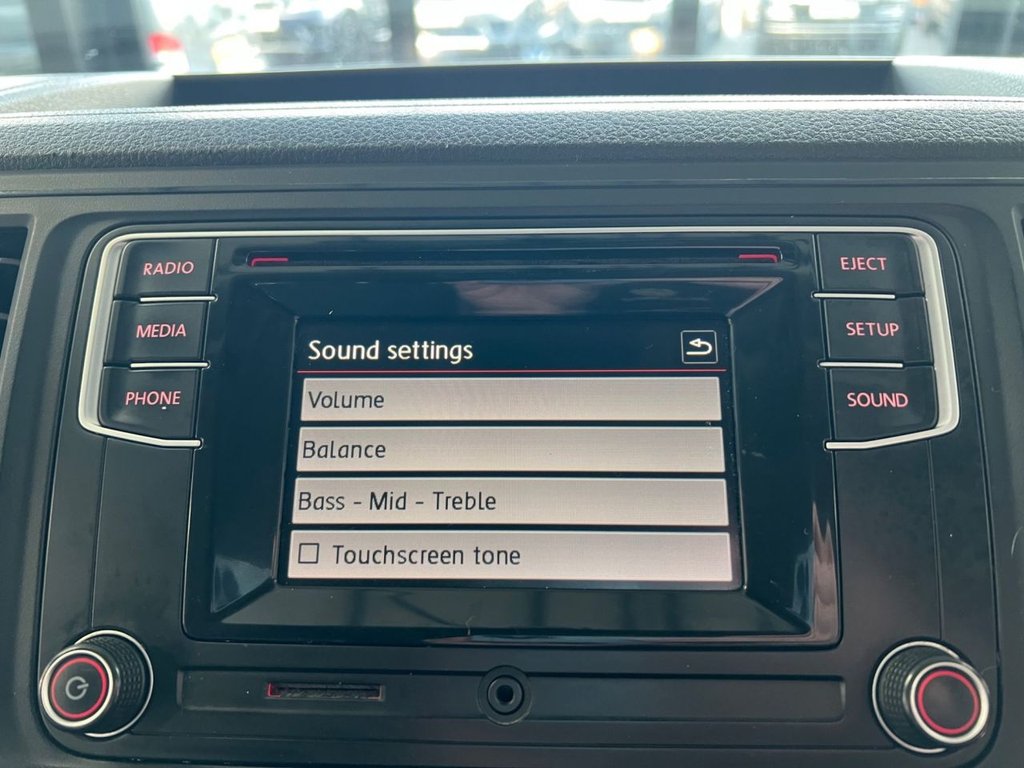 RADIO
MEDIA
PHONE
Sound settings
Volume
Balance
Bass - Mid - Treble
Touchscreen tone
EJECT
SETUP
SOUND